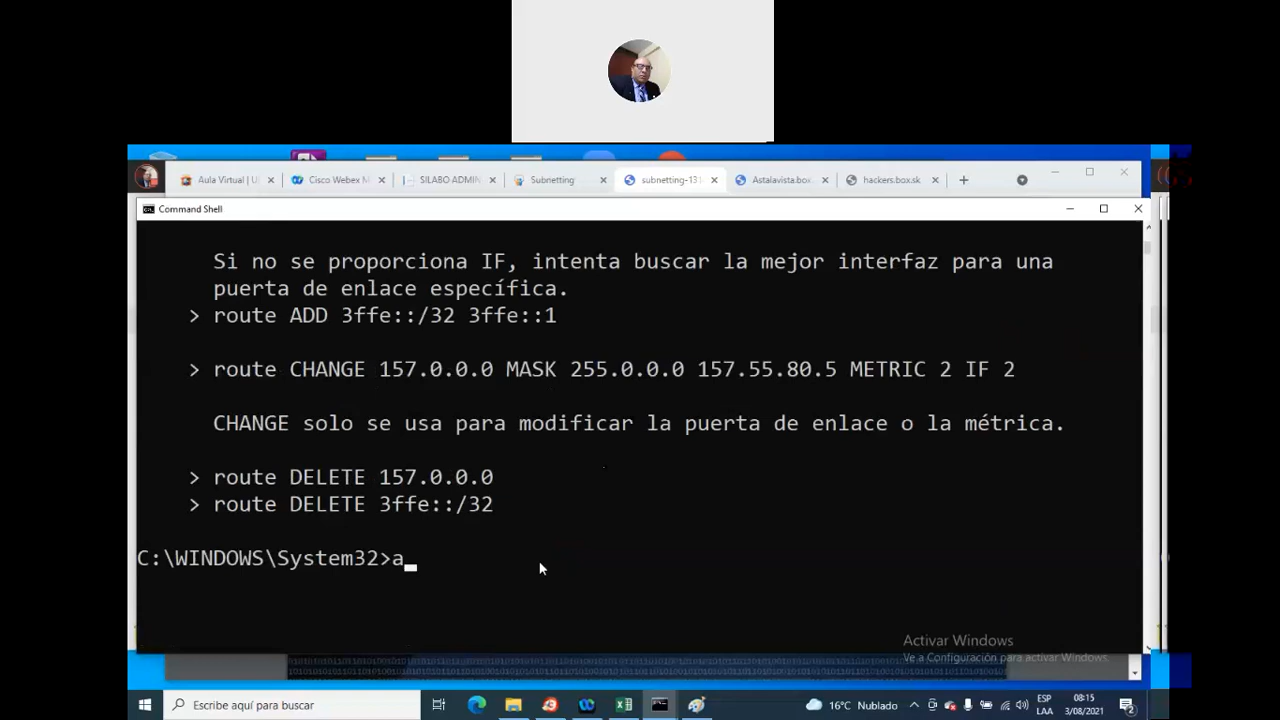 Aula Virtual | U
Cisco Webex M
SILABO ADMIN
Subnetting
subnetting-131
Astalavista.box
hackers.box.sk
Command Shell
Si no se proporciona IF, intenta buscar la mejor interfaz para una
puerta de enlace específica.
> route ADD 3ffe::/32 3ffe::1
> route CHANGE 157.0.0.0 MASK 255.0.0.0 157.55.80.5 METRIC 2 IF 2
CHANGE solo se usa para modificar la puerta de enlace o la métrica.
> route DELETE 157.0.0.0
> route DELETE 3ffe::/32
C:\WINDOWS\System32>a_
Activar Windows
Ve a Configuración para activar Windows.
Escribe aquí para buscar
16°C Nublado
ESP
LAA
08:15
3/08/2021
2